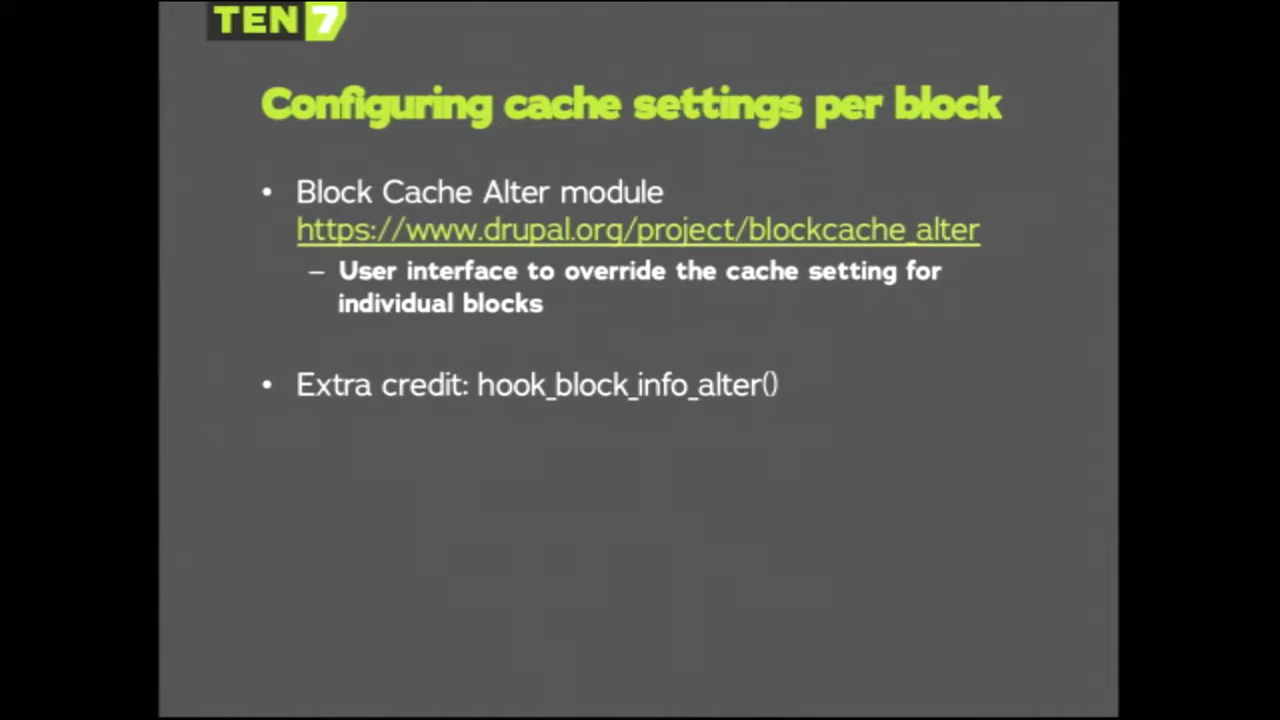 TEN7
Configuring cache settings per block
• Block Cache Alter module
https://www.drupal.org/project/blockcache_alter
– User interface to override the cache setting for
individual blocks
• Extra credit: hook_block_info_alter()